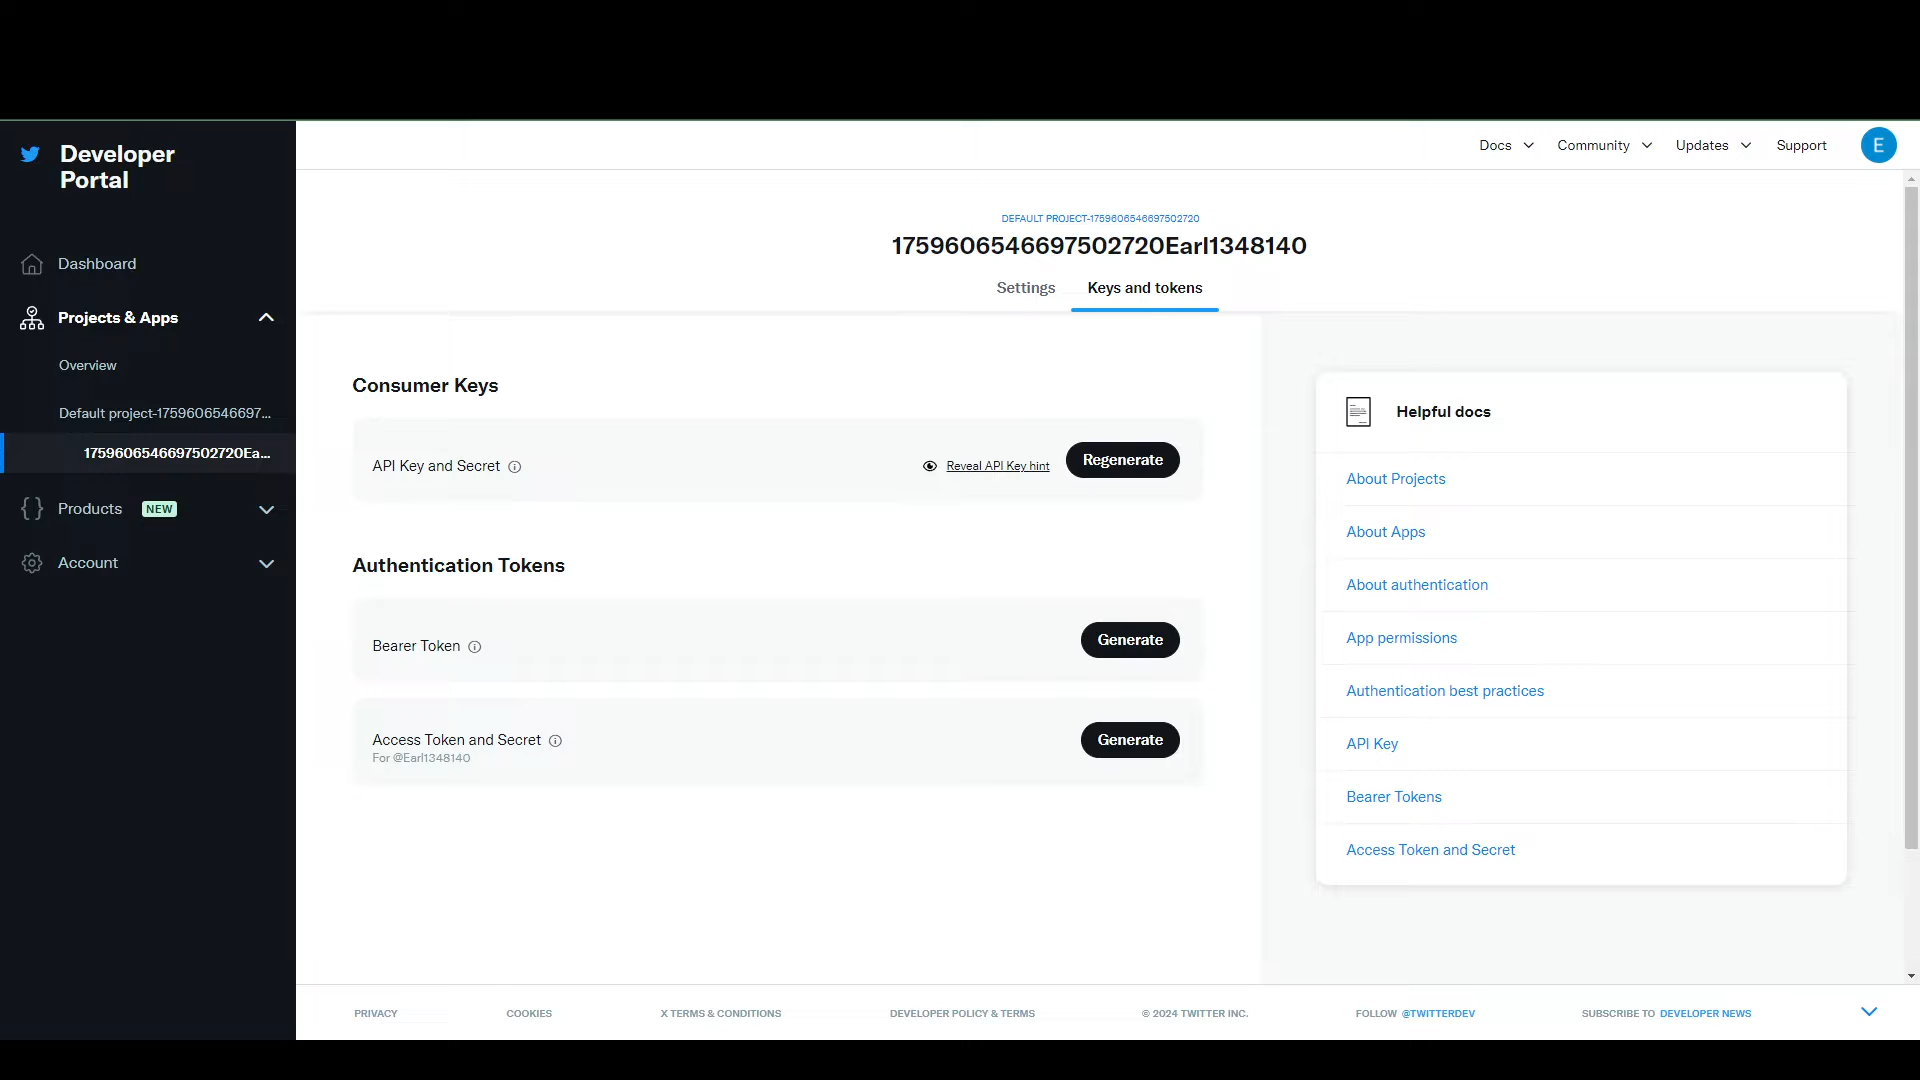 Developer
Portal
Docs
Community
Updates
Support
E
DEFAULT PROJECT-1759606546697502720
1759606546697502720Earl1348140
Settings
Keys and tokens
Dashboard
Projects & Apps
Overview
Default project-175960654669‎7...
1759606546697502720Ea...
Products NEW
Account
Consumer Keys
API Key and Secret
Reveal API Key hint
Regenerate
Authentication Tokens
Bearer Token
Generate
Access Token and Secret
For @Earl1348140
Generate
Helpful docs
About Projects
About Apps
About authentication
App permissions
Authentication best practices
API Key
Bearer Tokens
Access Token and Secret
PRIVACY
COOKIES
X TERMS & CONDITIONS
DEVELOPER POLICY & TERMS
© 2024 TWITTER INC.
FOLLOW @TWITTERDEV
SUBSCRIBE TO DEVELOPER NEWS